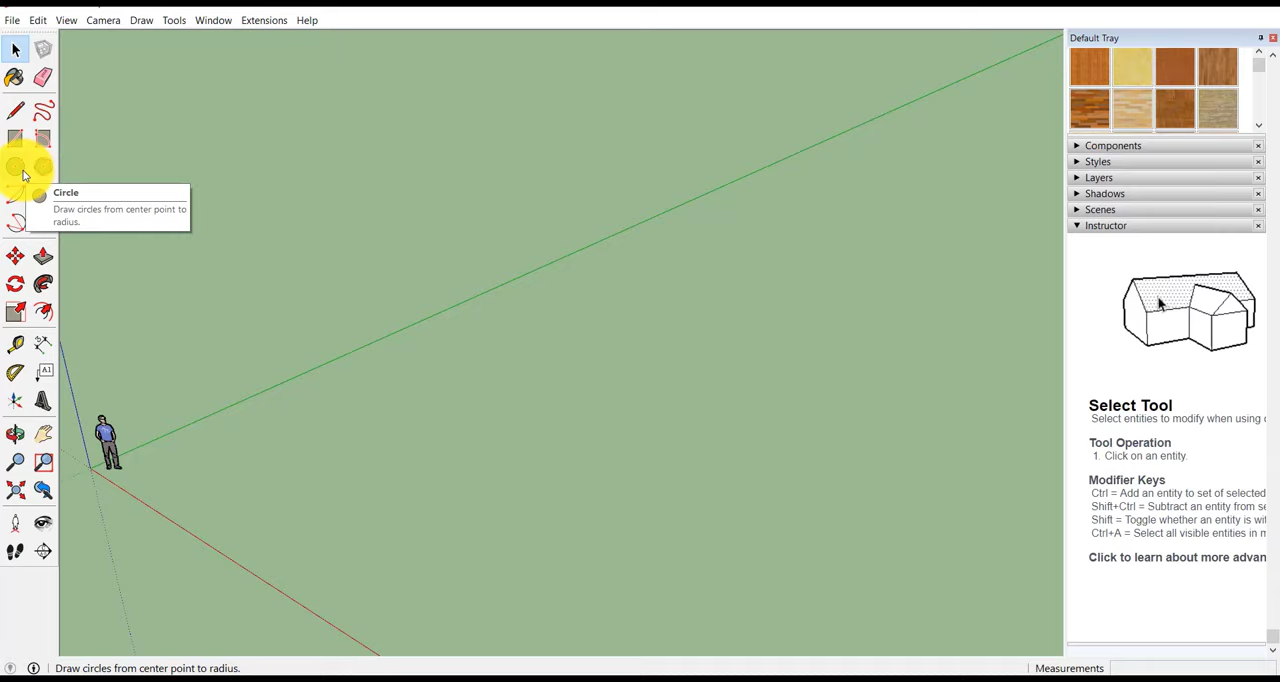 File Edit View Camera Draw Tools Window Extensions Help
Default Tray
Circle
Draw circles from center point to
radius.
Components
Styles
Layers
Shadows
Scenes
Instructor
A1
Select Tool
Select entities to modify when using
Tool Operation
1. Click on an entity.
Modifier Keys
Ctrl = Add an entity to set of selected
Shift+Ctrl = Subtract an entity from
Shift = Toggle whether an entity is
Ctrl+A = Select all visible entities in
Click to learn about more
Draw circles from center point to radius.
Measurements